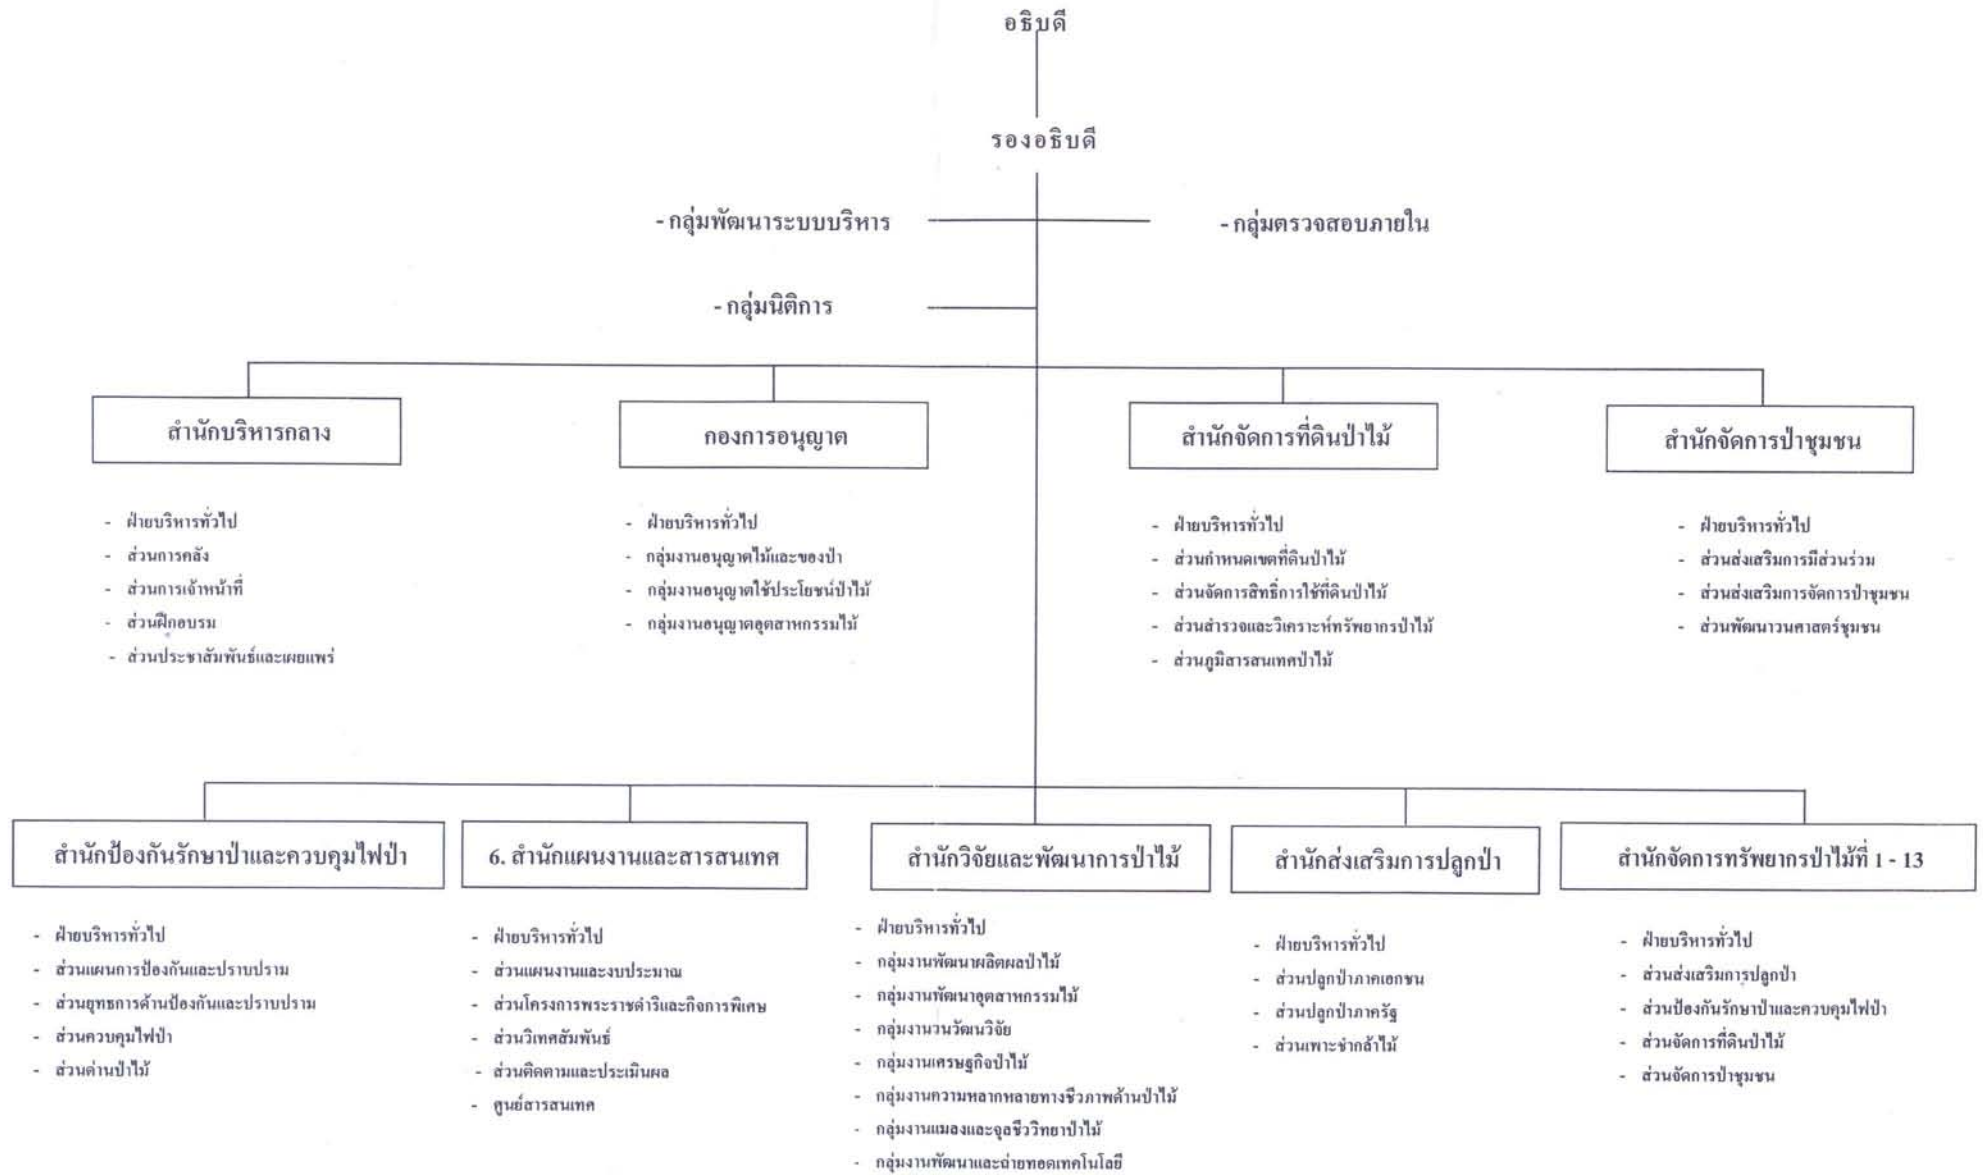 อธิบดี
รองอธิบดี
- กลุ่มพัฒนาระบบบริหาร
- กลุ่มตรวจสอบภายใน
- กลุ่มนิติการ
สำนักบริหารกลาง
- ฝ่ายบริหารทั่วไป
- ส่วนการคลัง
- ส่วนการเจ้าหน้าที่
- ส่วนฝึกอบรม
- ส่วนประชาสัมพันธ์และเผยแพร่
กองการอนุญาต
- ฝ่ายบริหารทั่วไป
- กลุ่มงานอนุญาตไม้และของป่า
- กลุ่มงานอนุญาตใช้ประโยชน์ป่าไม้
- กลุ่มงานอนุญาตอุตสาหกรรมไม้
สำนักจัดการที่ดินป่าไม้
- ฝ่ายบริหารทั่วไป
- ส่วนกำหนดเขตที่ดินป่าไม้
- ส่วนจัดการสิทธิ์การใช้ที่ดินป่าไม้
- ส่วนสำรวจและวิเคราะห์ทรัพยากรป่าไม้
- ส่วนภูมิสารสนเทศป่าไม้
สำนักจัดการป่าชุมชน
- ฝ่ายบริหารทั่วไป
- ส่วนส่งเสริมการมีส่วนร่วม
- ส่วนส่งเสริมการจัดการป่าชุมชน
- ส่วนพัฒนาวนศาสตร์ชุมชน
สำนักป้องกันรักษาป่าและควบคุมไฟป่า
- ฝ่ายบริหารทั่วไป
- ส่วนแผนการป้องกันและปราบปราม
- ส่วนยุทธการด้านป้องกันและปราบปราม
- ส่วนควบคุมไฟป่า
- ส่วนด่านป่าไม้
6. สำนักแผนงานและสารสนเทศ
- ฝ่ายบริหารทั่วไป
- ส่วนแผนงานและงบประมาณ
- ส่วนโครงการพระราชดำริและกิจการพิเศษ
- ส่วนวิเทศสัมพันธ์
- ส่วนติดตามและประเมินผล
- ศูนย์สารสนเทศ
สำนักวิจัยและพัฒนาการป่าไม้
- ฝ่ายบริหารทั่วไป
- กลุ่มงานพัฒนาผลิตผลป่าไม้
- กลุ่มงานพัฒนาอุตสาหกรรมไม้
- กลุ่มงานวนวัฒนวิจัย
- กลุ่มงานเศรษฐกิจป่าไม้
- กลุ่มงานความหลากหลายทางชีวภาพด้านป่าไม้
- กลุ่มงานแมลงและจุลชีววิทยาป่าไม้
- กลุ่มงานพัฒนาและถ่ายทอดเทคโนโลยี
สำนักส่งเสริมการปลูกป่า
- ฝ่ายบริหารทั่วไป
- ส่วนปลูกป่าภาคเอกชน
- ส่วนปลูกป่าภาครัฐ
- ส่วนเพาะชำกล้าไม้
สำนักจัดการทรัพยากรป่าไม้ที่ 1 - 13
- ฝ่ายบริหารทั่วไป
- ส่วนส่งเสริมการปลูกป่า
- ส่วนป้องกันรักษาป่าและควบคุมไฟป่า
- ส่วนจัดการที่ดินป่าไม้
- ส่วนจัดการป่าชุมชน